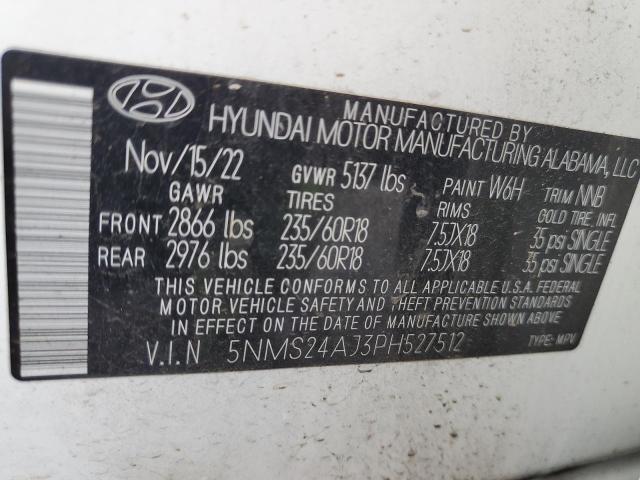 MANUFACTURED BY
HYUNDAI MOTOR MANUFACTURING ALABAMA, LLC
Nov/15/22 GVWR 5137 lbs PAINT W6H TRIM NNB
GAWR TIRES RIMS COLD TIRE, INFL
FRONT 2866 lbs 235/60R18 7.5JX18 35 psi SINGLE
REAR 2976 lbs 235/60R18 7.5JX18 35 psi SINGLE
THIS VEHICLE CONFORMS TO ALL APPLICABLE U.S.A. FEDERAL
MOTOR VEHICLE SAFETY AND THEFT PREVENTION STANDARDS
IN EFFECT ON THE DATE OF MANUFACTURE SHOWN ABOVE
V.I.N 5NMS24AJ3PH527512 TYPE: MPV